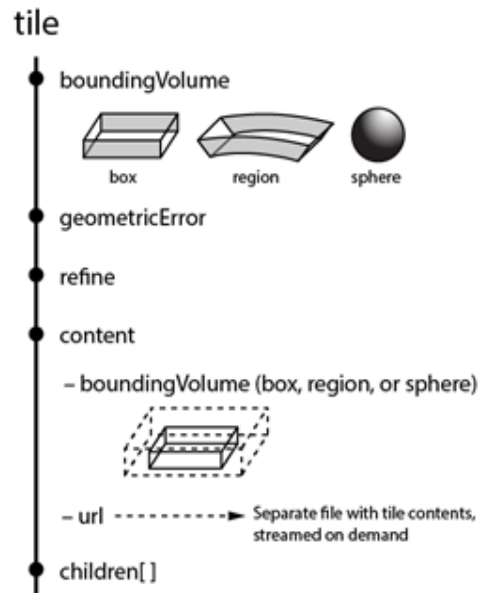 tile
boundingVolume
box region sphere
geometricError
refine
content
– boundingVolume (box, region, or sphere)
– url Separate file with tile contents,
streamed on demand
children[ ]